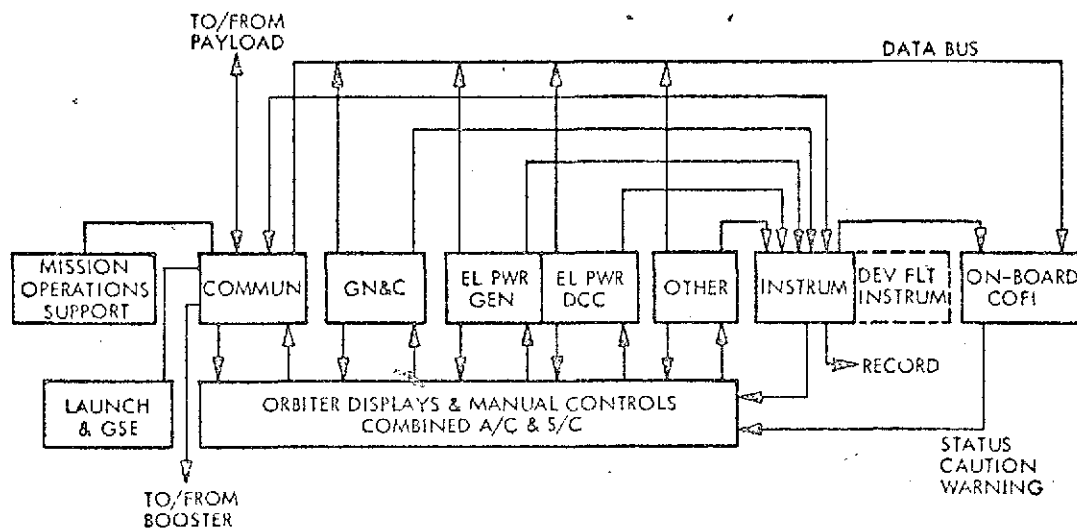 TO/FROM
PAYLOAD
DATA BUS
MISSION
OPERATIONS
SUPPORT
COMMUN
GN&C
EL PWR
GEN
EL PWR
DCC
OTHER
INSTRUM
DEV FLT
INSTRUM
ON-BOARD
COFI
LAUNCH
& GSE
ORBITER DISPLAYS & MANUAL CONTROLS
COMBINED A/C & S/C
RECORD
STATUS
CAUTION
WARNING
TO/FROM
BOOSTER